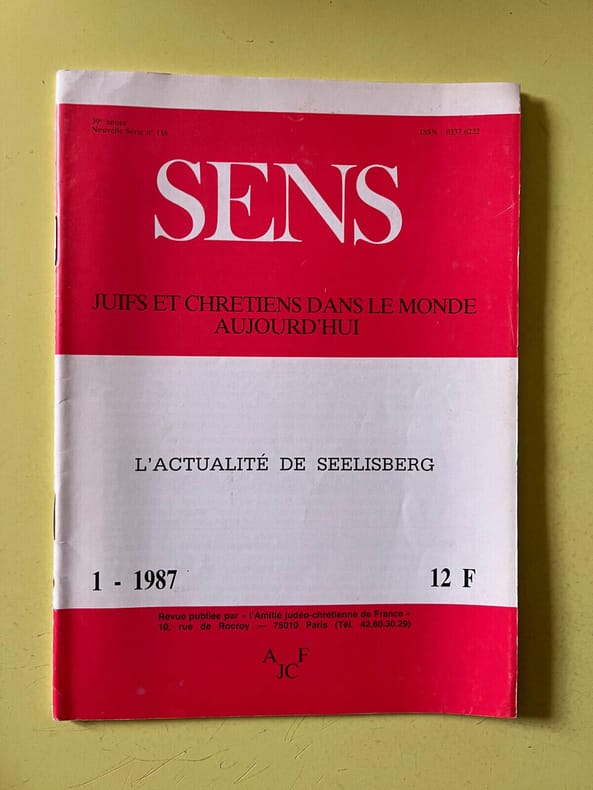 39e année
Nouvelle Série n° 116
ISSN 0337 6222
SENS
JUIFS ET CHRETIENS DANS LE MONDE
AUJOURD'HUI
L'ACTUALITÉ DE SEELISBERG
1 - 1987
12 F
Revue publiee par « l'Amitié judéo-chrétienne de France »
10, rue de Rocroy — 75010 Paris (Tél. 42.80.30.29)
A F
JC